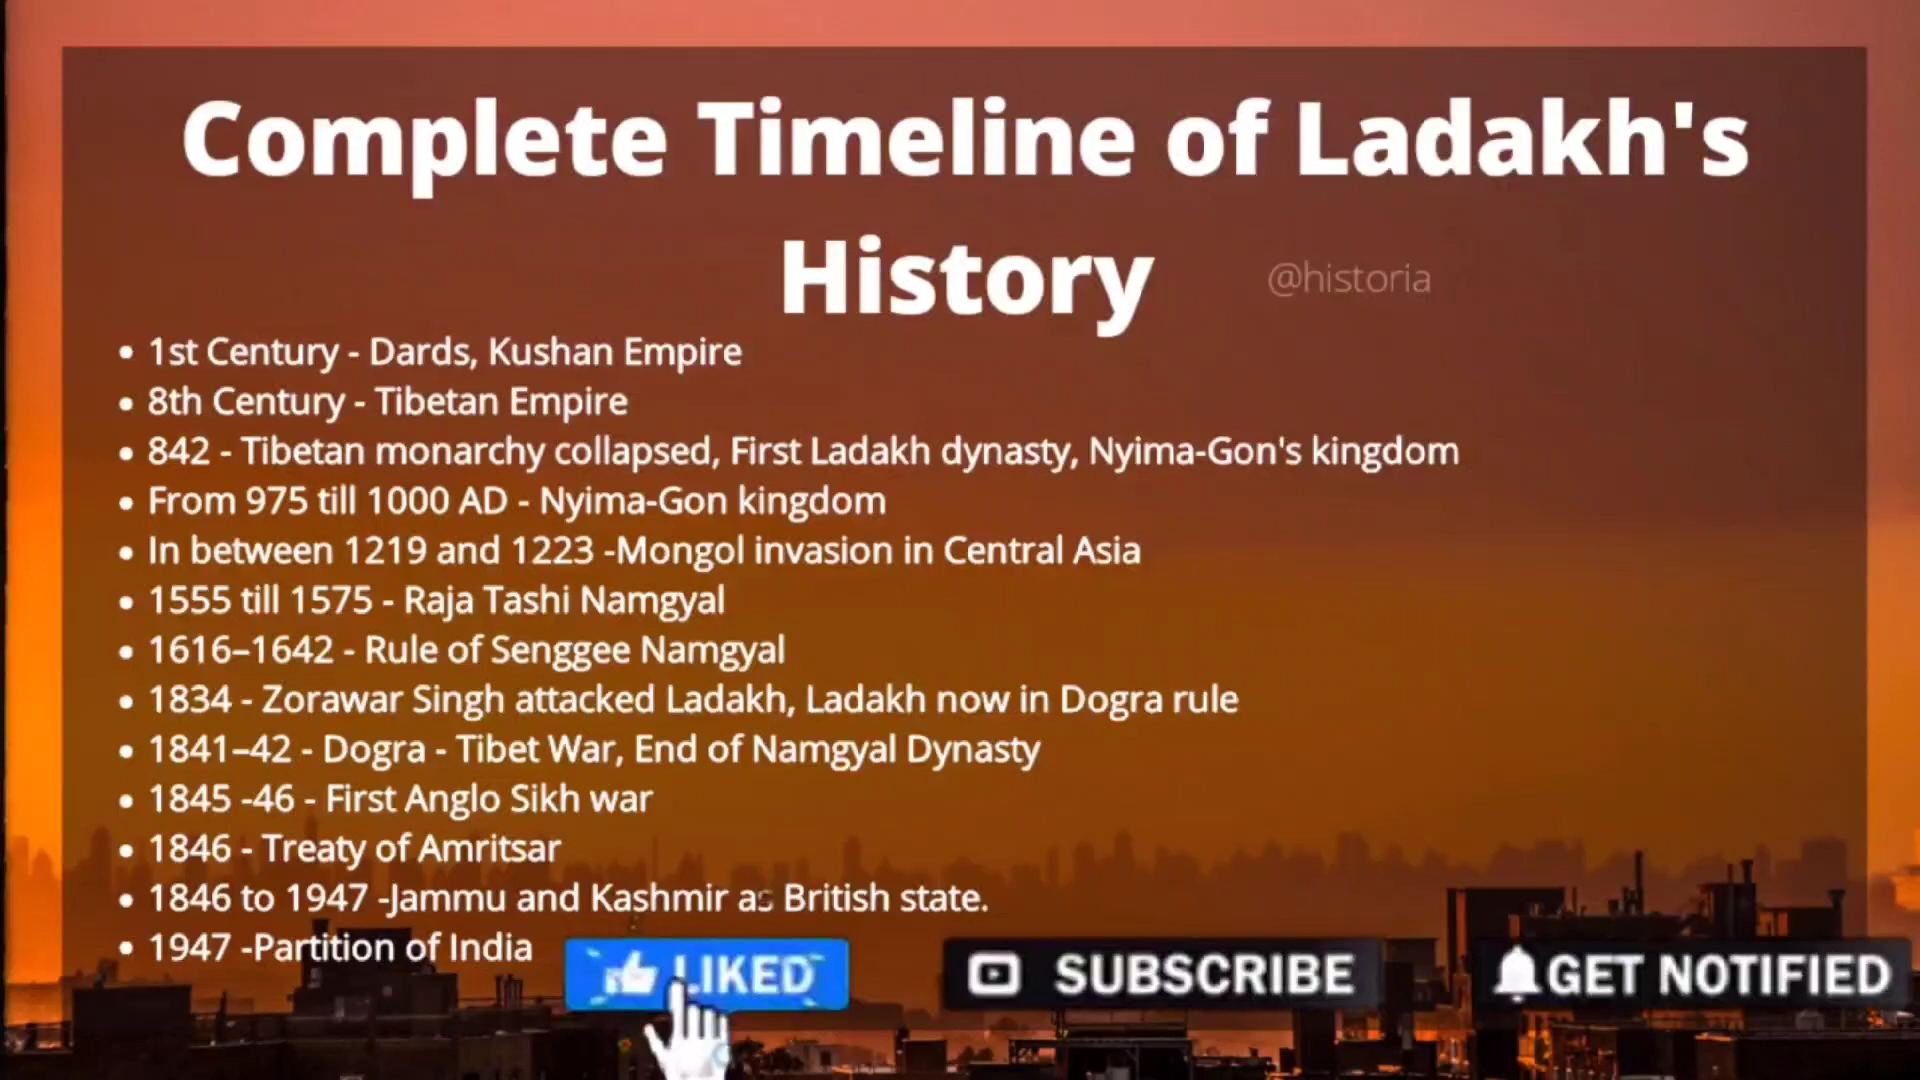 Complete Timeline of Ladakh's
History
@historia
• 1st Century - Dards, Kushan Empire
• 8th Century - Tibetan Empire
• 842 - Tibetan monarchy collapsed, First Ladakh dynasty, Nyima-Gon's kingdom
• From 975 till 1000 AD - Nyima-Gon kingdom
• In between 1219 and 1223 -Mongol invasion in Central Asia
• 1555 till 1575 - Raja Tashi Namgyal
• 1616–1642 - Rule of Senggee Namgyal
• 1834 - Zorawar Singh attacked Ladakh, Ladakh now in Dogra rule
• 1841–42 - Dogra - Tibet War, End of Namgyal Dynasty
• 1845 -46 - First Anglo Sikh war
• 1846 - Treaty of Amritsar
• 1846 to 1947 -Jammu and Kashmir as British state.
• 1947 -Partition of India
LIKED
SUBSCRIBE
GET NOTIFIED